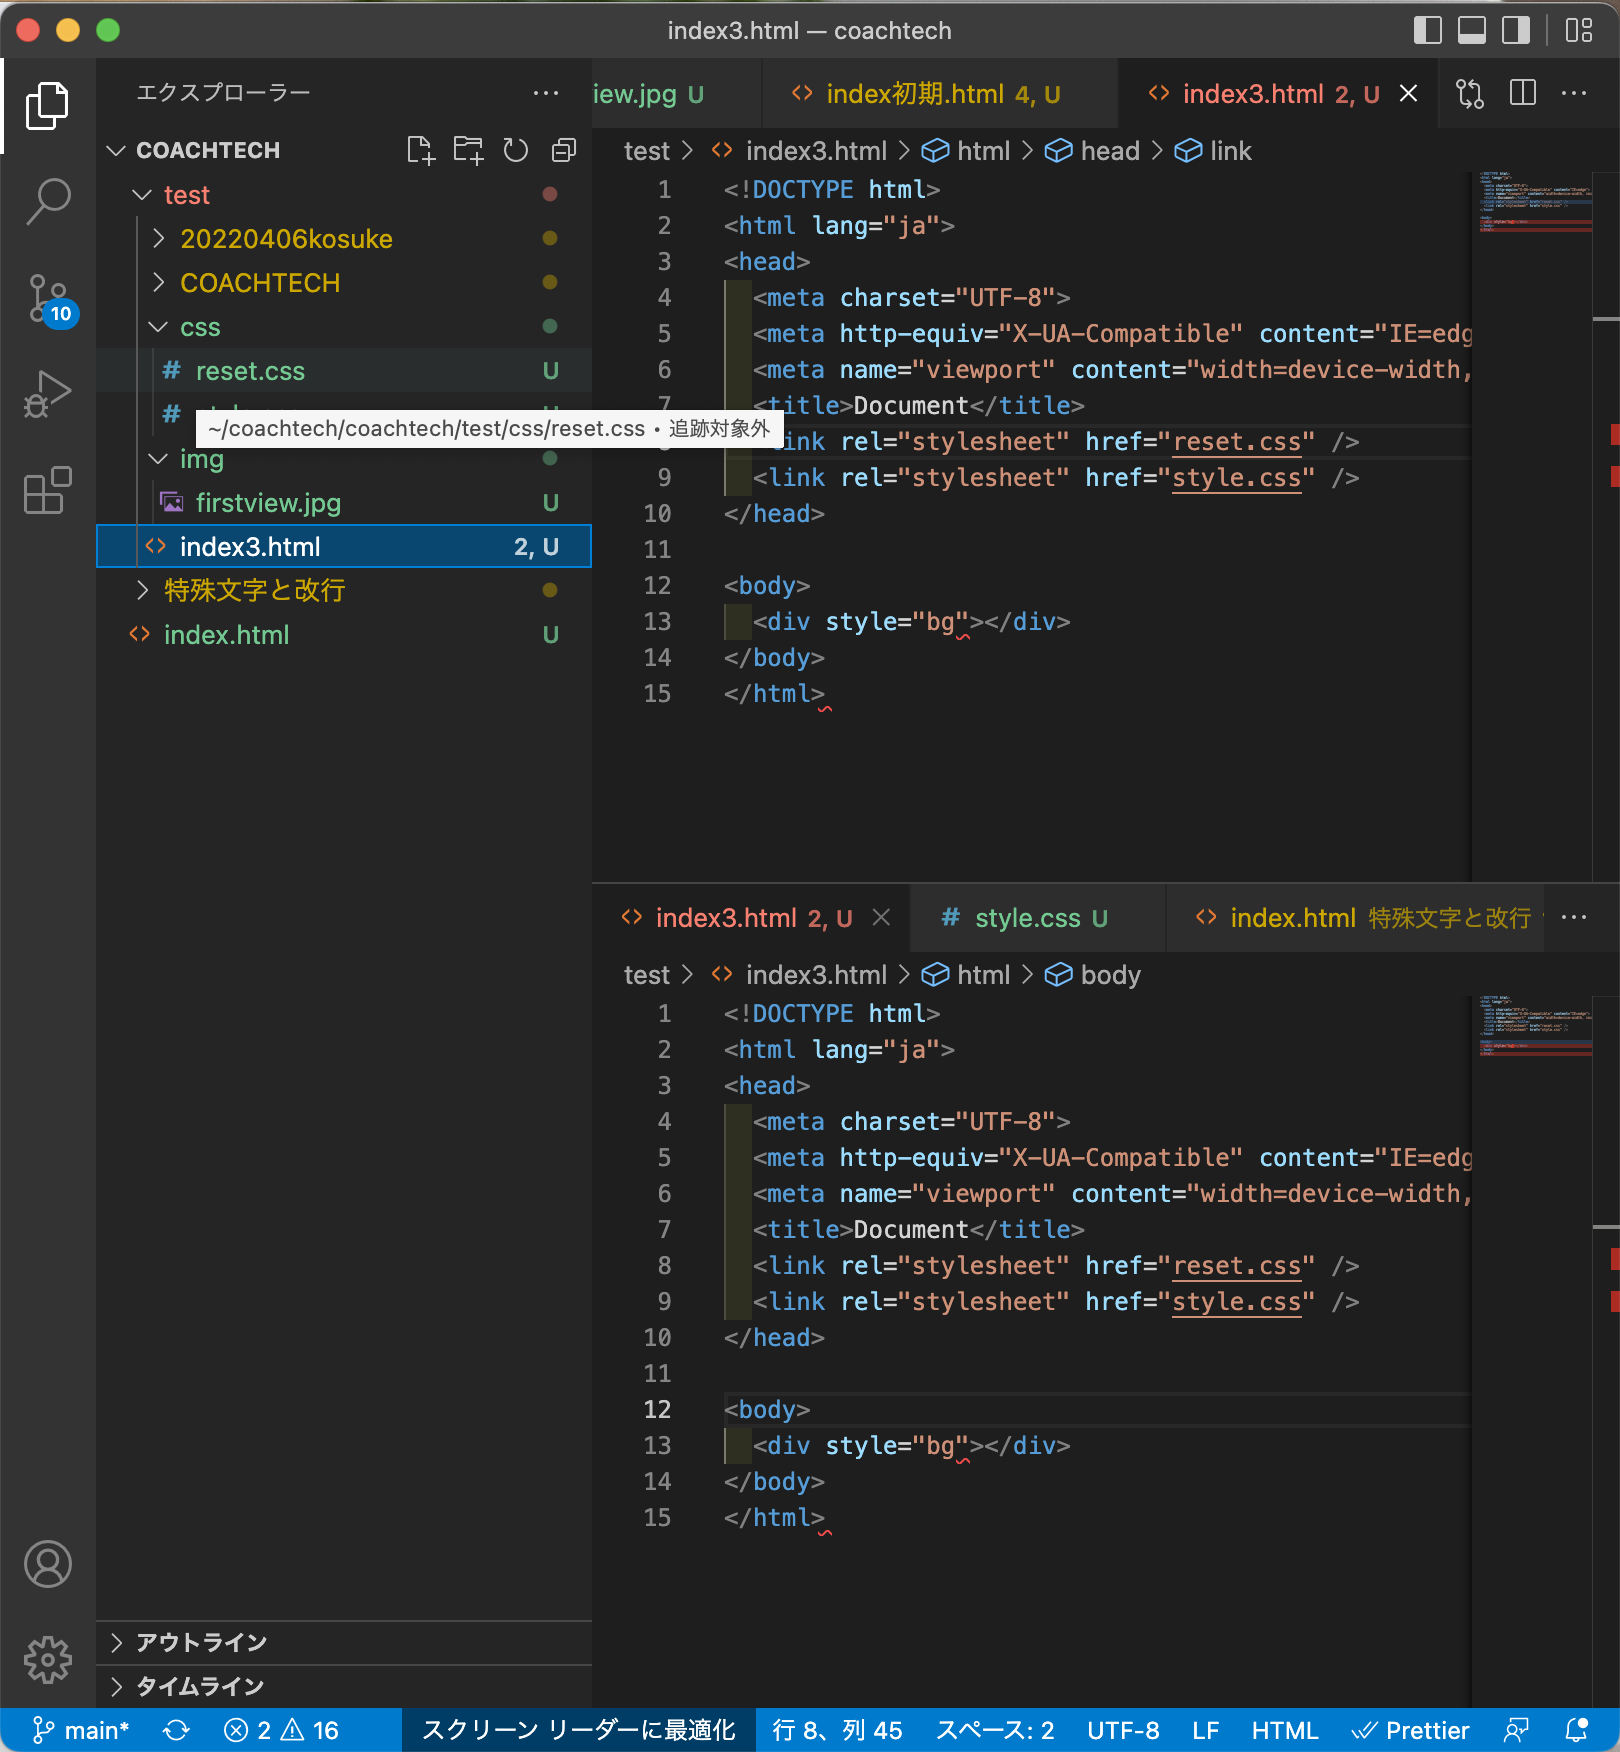 index3.html — coachtech
エクスプローラー
COACHTECH
test
20220406kosuke
COACHTECH
css
# reset.css U
#
~/coachtech/coachtech/test/css/reset.css • 追跡対象外
img
firstview.jpg U
index3.html 2, U
特殊文字と改行
index.html U
アウトライン
タイムライン
10
iew.jpg U
index初期.html 4, U
index3.html 2, U
test > index3.html > html > head > link
1 <!DOCTYPE html>
2 <html lang="ja">
3 <head>
4 <meta charset="UTF-8">
5 <meta http-equiv="X-UA-Compatible" content="IE=edg
6 <meta name="viewport" content="width=device-width,
7 <title>Document</title>
link rel="stylesheet" href="reset.css" />
9 <link rel="stylesheet" href="style.css" />
10 </head>
11
12 <body>
13 <div style="bg"></div>
14 </body>
15 </html>
index3.html 2, U
# style.css U
index.html 特殊文字と改行
test > index3.html > html > body
1 <!DOCTYPE html>
2 <html lang="ja">
3 <head>
4 <meta charset="UTF-8">
5 <meta http-equiv="X-UA-Compatible" content="IE=edg
6 <meta name="viewport" content="width=device-width,
7 <title>Document</title>
8 <link rel="stylesheet" href="reset.css" />
9 <link rel="stylesheet" href="style.css" />
10 </head>
11
12 <body>
13 <div style="bg"></div>
14 </body>
15 </html>
main* 2 16 スクリーン リーダーに最適化 行 8、列 45 スペース: 2 UTF-8 LF HTML Prettier